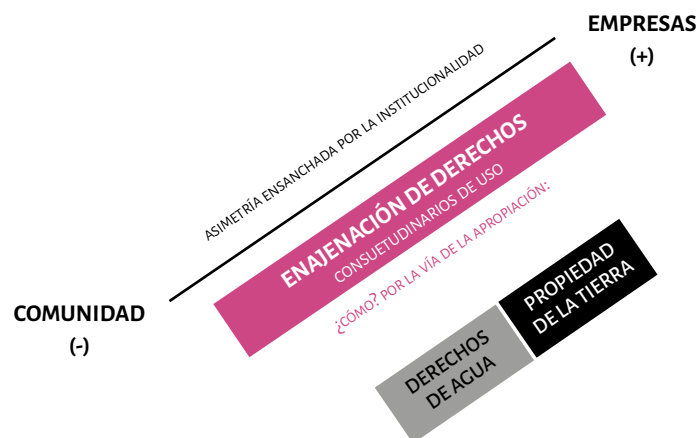 EMPRESAS
(+)
ASIMETRÍA ENSANCHADA POR LA INSTITUCIONALIDAD
ENAJENACIÓN DE DERECHOS
CONSUETUDINARIOS DE USO
¿CÓMO? POR LA VÍA DE LA APROPIACIÓN:
COMUNIDAD
(-)
PROPIEDAD
DE LA TIERRA
DERECHOS
DE AGUA